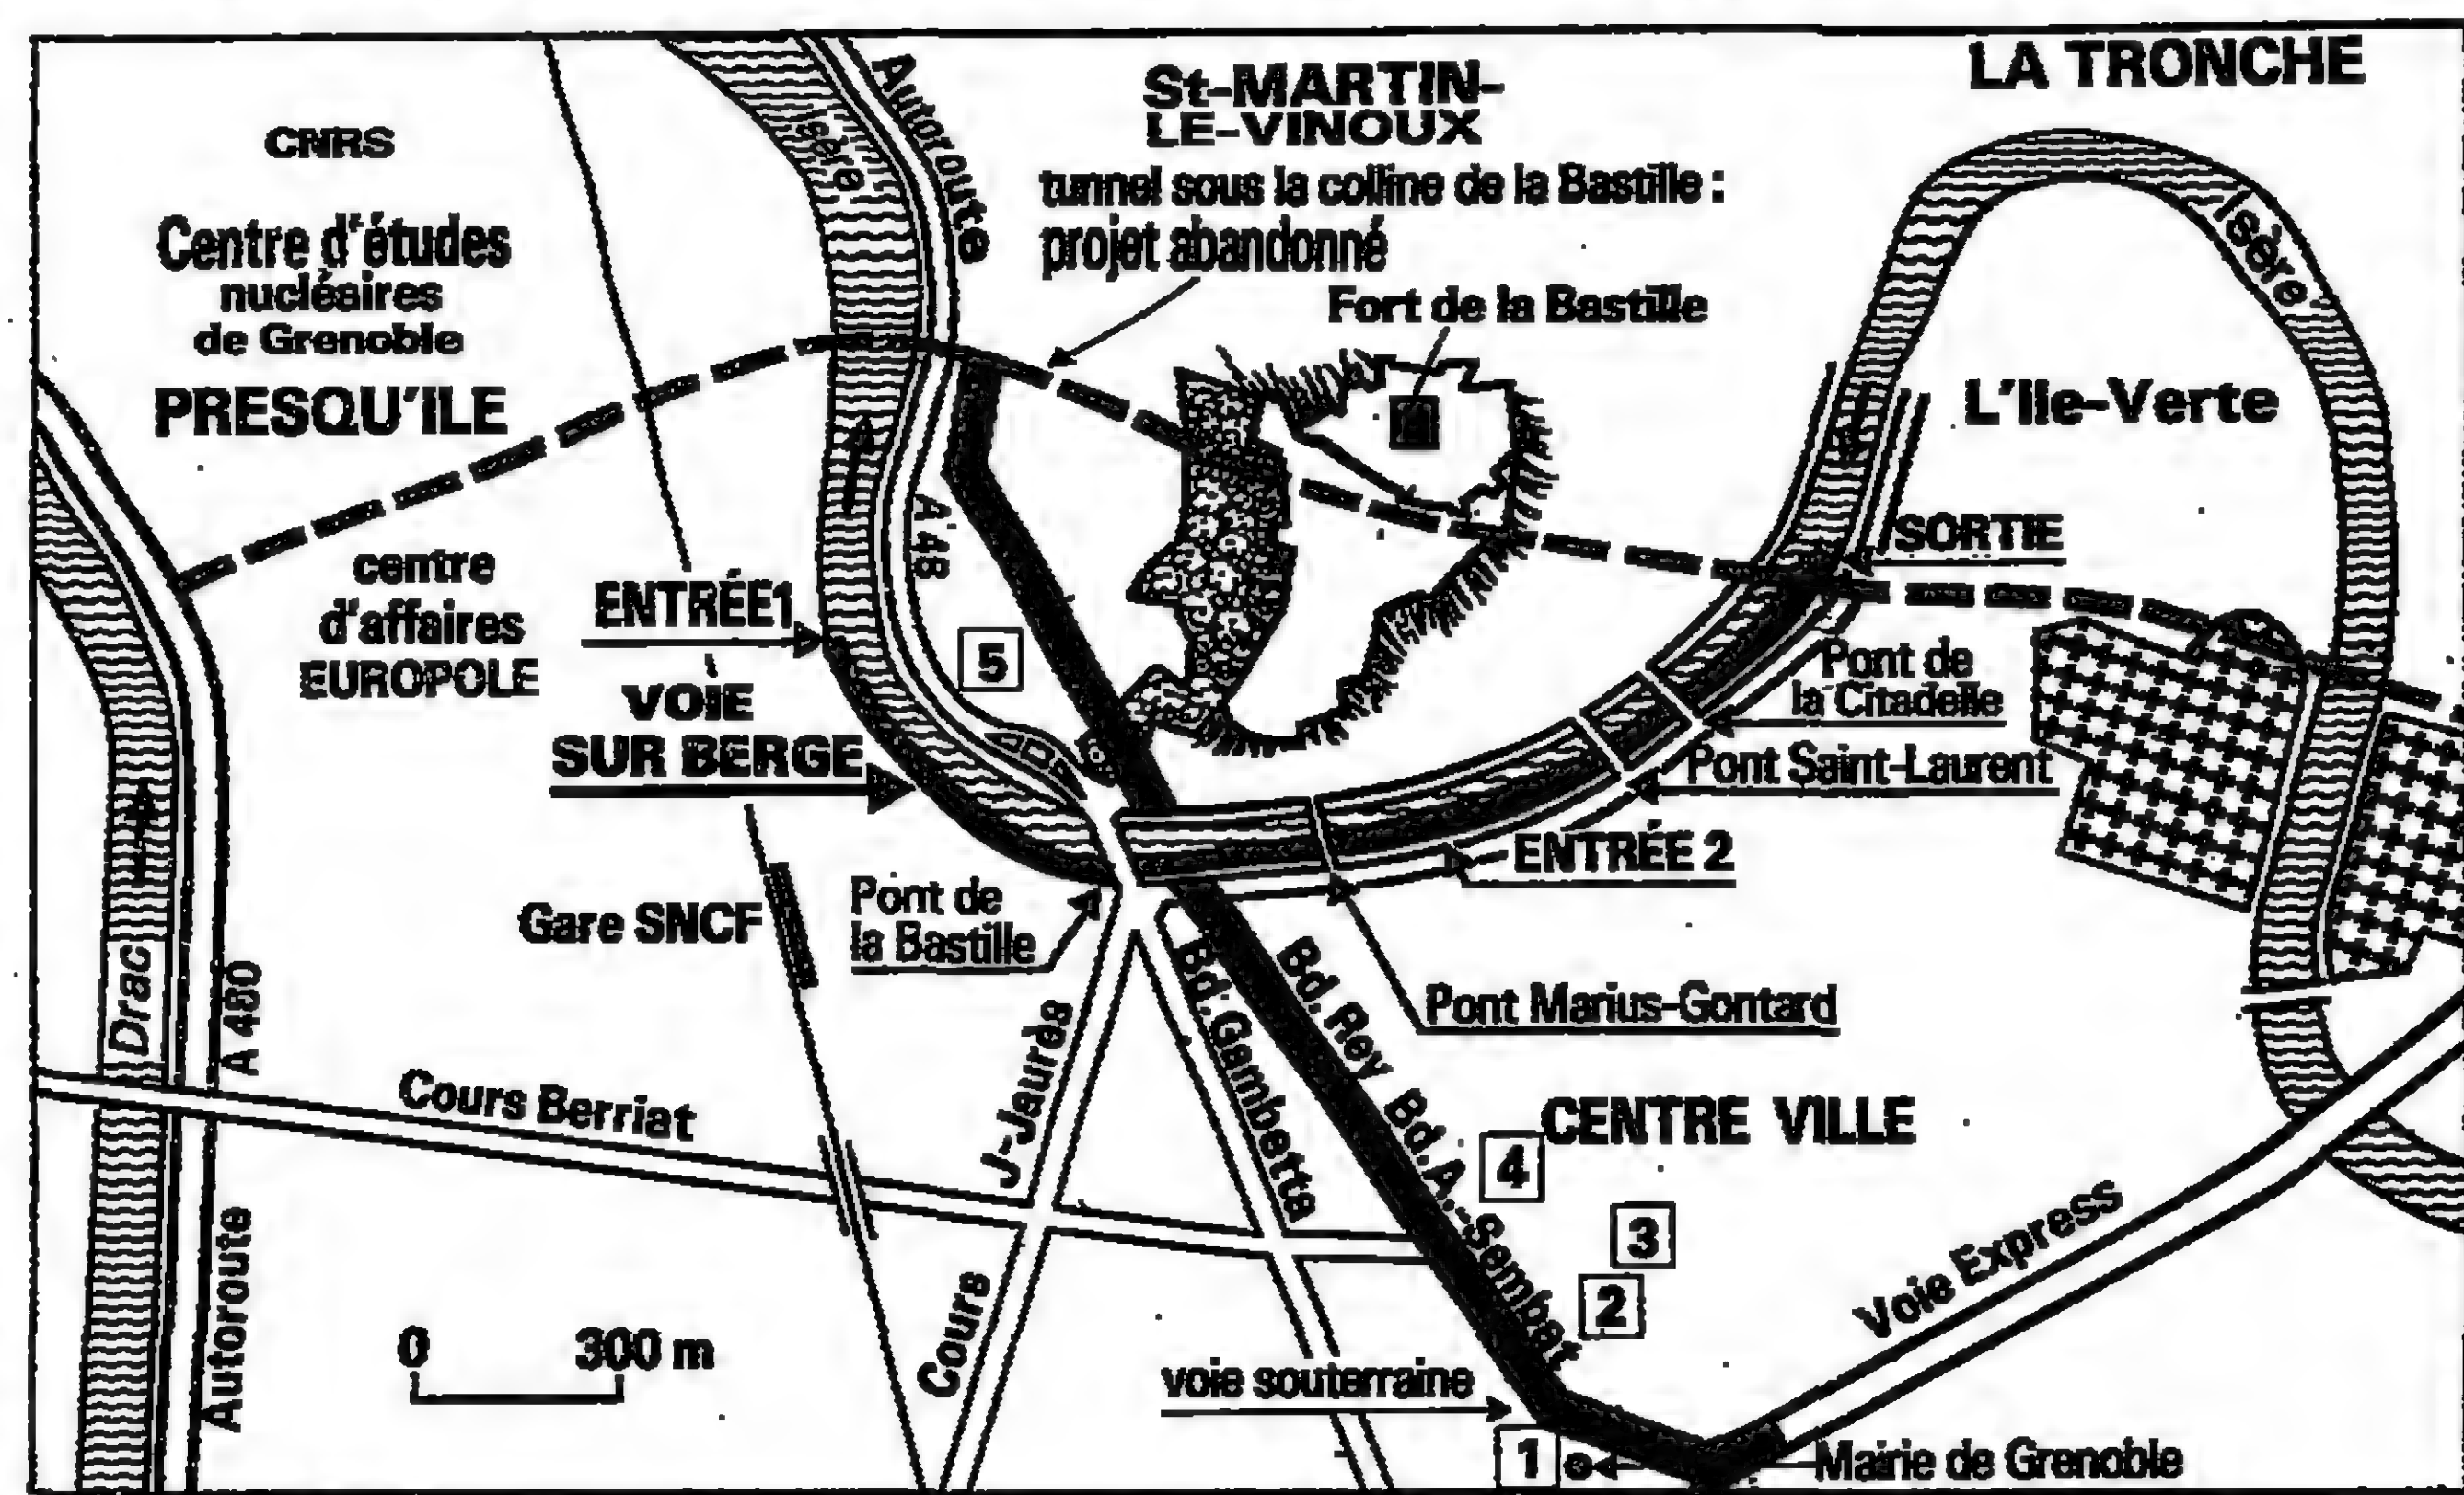 LA TRONCHE
St-MARTIN-
LE-VINOUX
Autoroute
Isère
CNRS
Centre d'études
nucléaires
de Grenoble
PRESQU'ILE
tunnel sous la colline de la Bastille :
projet abandonné
Fort de la Bastille
Isère
L'Ile-Verte
A 48
SORTIE
centre
d'affaires
EUROPOLE
ENTRÉE1
5
VOIE
SUR BERGE
Pont de
la Citadelle
Pont Saint-Laurent
ENTRÉE 2
Gare SNCF
Pont de
la Bastille
Drac
A 480
Bd. Gambetta
Bd. Rey
Bd. A.-Sembat
Pont Marius-Gontard
Cours Berriat
J-Jaurès
4
CENTRE VILLE
3
2
Voie Express
Autoroute
0 300 m
Cours
voie souterraine
1
Mairie de Grenoble